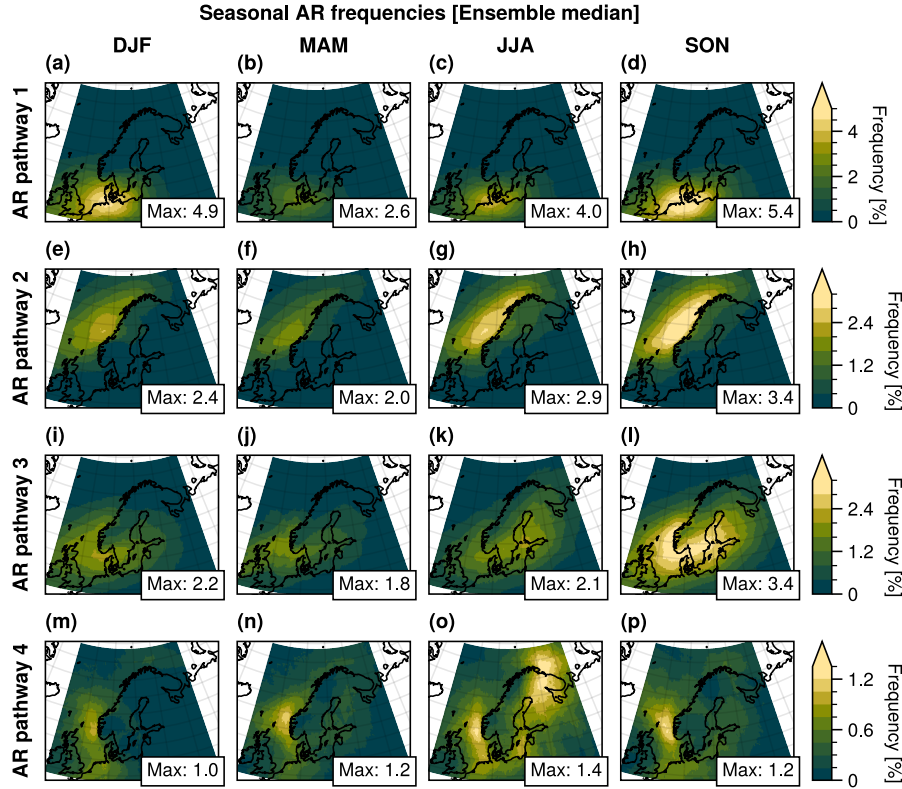 Seasonal AR frequencies [Ensemble median]
DJF MAM JJA SON
(a) (b) (c) (d)
AR pathway 1
Max: 4.9 Max: 2.6 Max: 4.0 Max: 5.4
4
2
0
Frequency [%]
(e) (f) (g) (h)
AR pathway 2
Max: 2.4 Max: 2.0 Max: 2.9 Max: 3.4
2.4
1.2
0
Frequency [%]
(i) (j) (k) (l)
AR pathway 3
Max: 2.2 Max: 1.8 Max: 2.1 Max: 3.4
2.4
1.2
0
Frequency [%]
(m) (n) (o) (p)
AR pathway 4
Max: 1.0 Max: 1.2 Max: 1.4 Max: 1.2
1.2
0.6
0
Frequency [%]